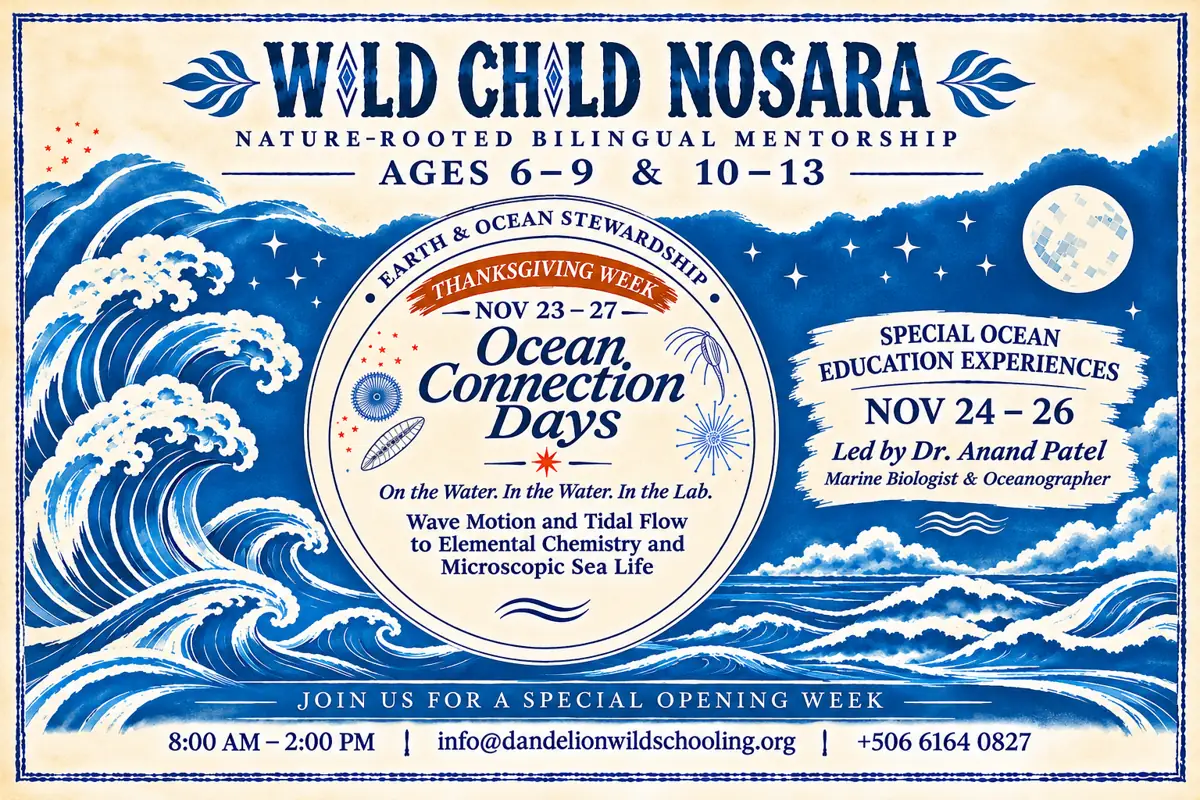 WILD CHILD NOSARA
NATURE-ROOTED BILINGUAL MENTORSHIP
AGES 6–9 & 10–13
EARTH & OCEAN STEWARDSHIP
THANKSGIVING WEEK
NOV 23–27
Ocean
Connection
Days
On the Water. In the Water. In the Lab.
Wave Motion and Tidal Flow
to Elemental Chemistry and
Microscopic Sea Life
SPECIAL OCEAN
EDUCATION EXPERIENCES
NOV 24–26
Led by Dr. Anand Patel
Marine Biologist & Oceanographer
JOIN US FOR A SPECIAL OPENING WEEK
8:00 AM – 2:00 PM | info@dandelionwildschooling.org | +506 6164 0827